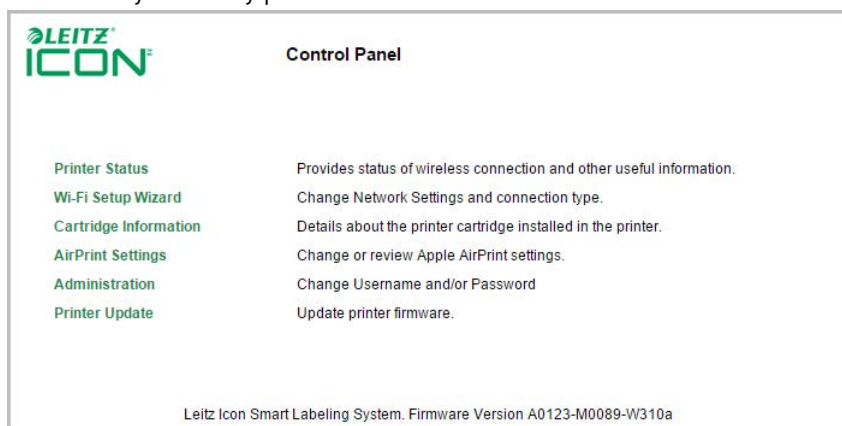 LEITZ
ICON
Control Panel
Printer Status Provides status of wireless connection and other useful information.
Wi-Fi Setup Wizard Change Network Settings and connection type.
Cartridge Information Details about the printer cartridge installed in the printer.
AirPrint Settings Change or review Apple AirPrint settings.
Administration Change Username and/or Password
Printer Update Update printer firmware.
Leitz Icon Smart Labeling System. Firmware Version A0123-M0089-W310a